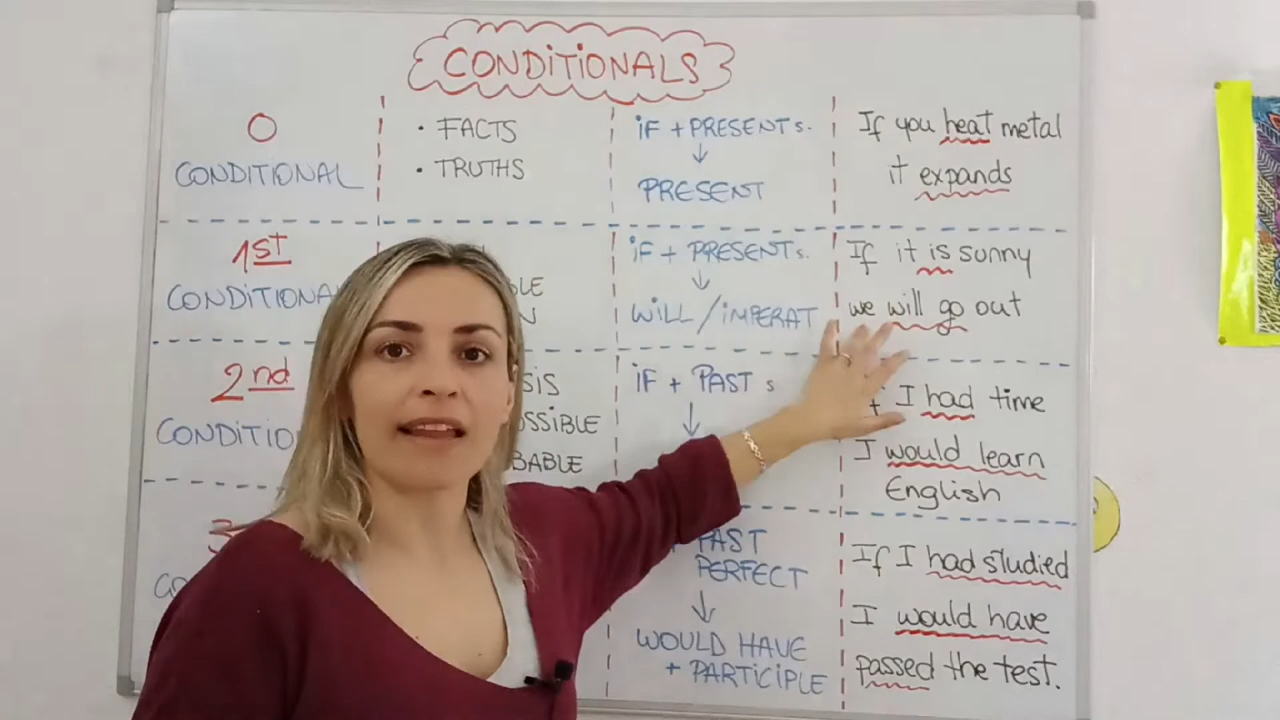 CONDITIONALS
0
CONDITIONAL
• FACTS
• TRUTHS
IF + PRESENT s.
↓
PRESENT
If you heat metal
it expands
1st
IF + PRESENT s.
↓
WILL / IMPERAT
If it is sunny
we will go out
2nd
IF + PAST s
↓
I had time
I would learn
English
PAST
PERFECT
↓
WOULD HAVE
+ PARTICIPLE
If I had studied
I would have
passed the test.